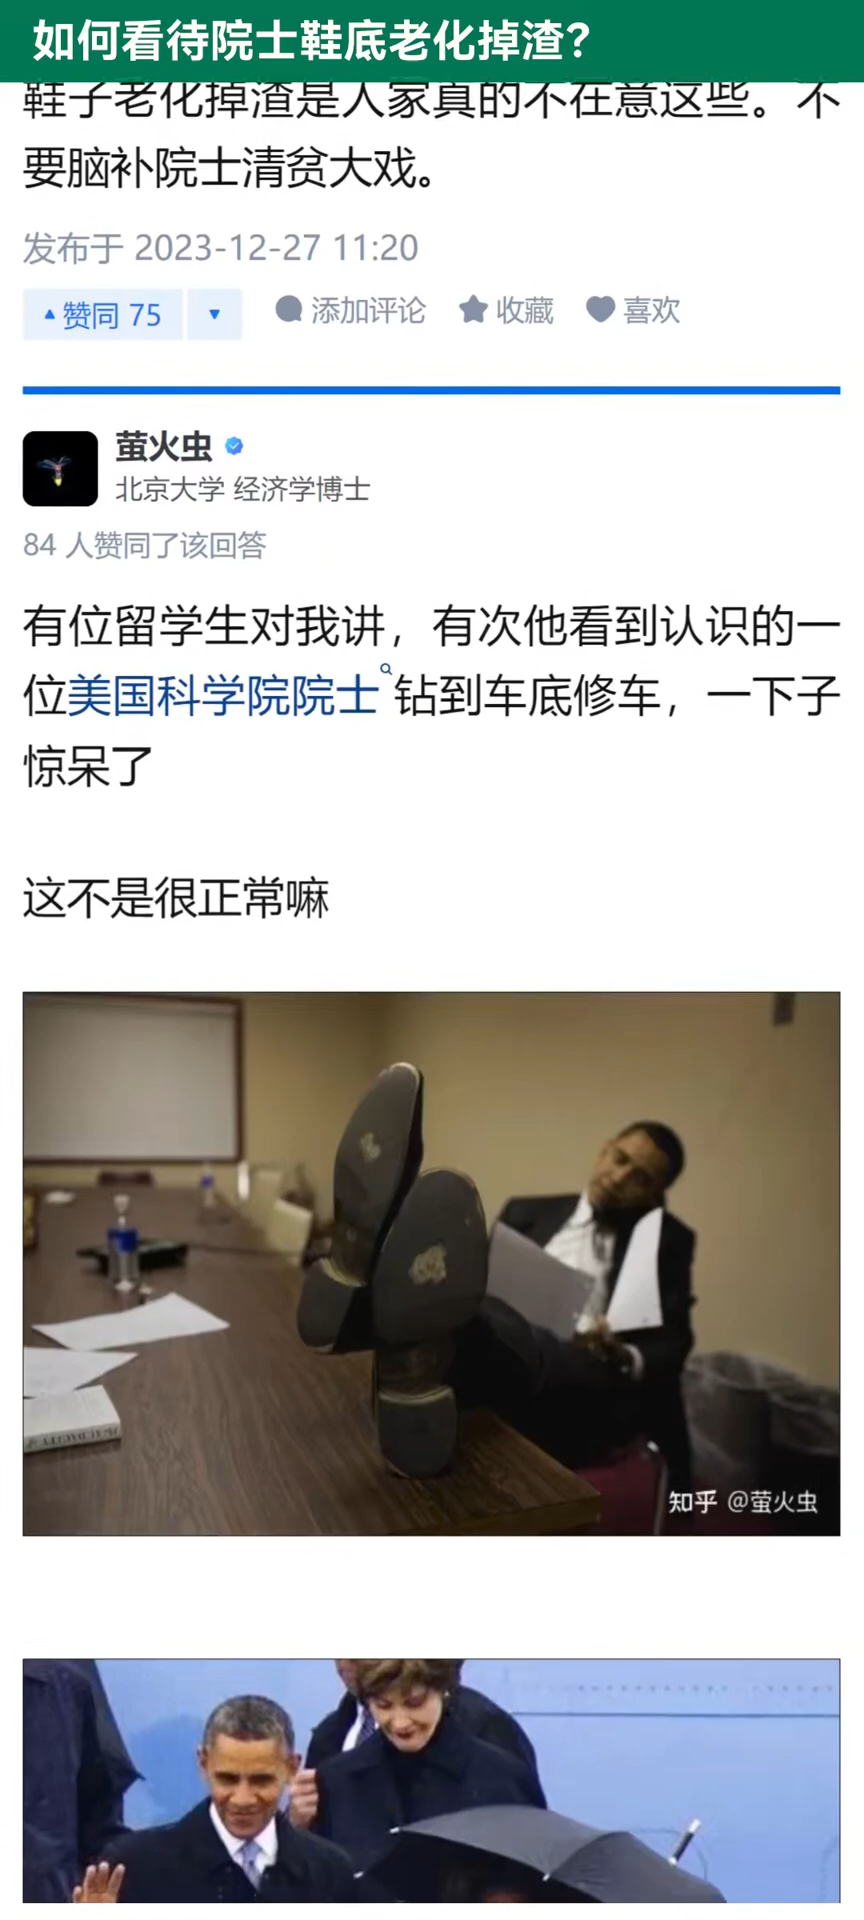 如何看待院士鞋底老化掉渣?
鞋子老化掉渣是人家真的不在意这些。不
要脑补院士清贫大戏。
发布于 2023-12-27 11:20
赞同 75
添加评论
收藏
喜欢
萤火虫
北京大学 经济学博士
84 人赞同了该回答
有位留学生对我讲，有次他看到认识的一
位美国科学院院士钻到车底修车，一下子
惊呆了
这不是很正常嘛
知乎 @萤火虫